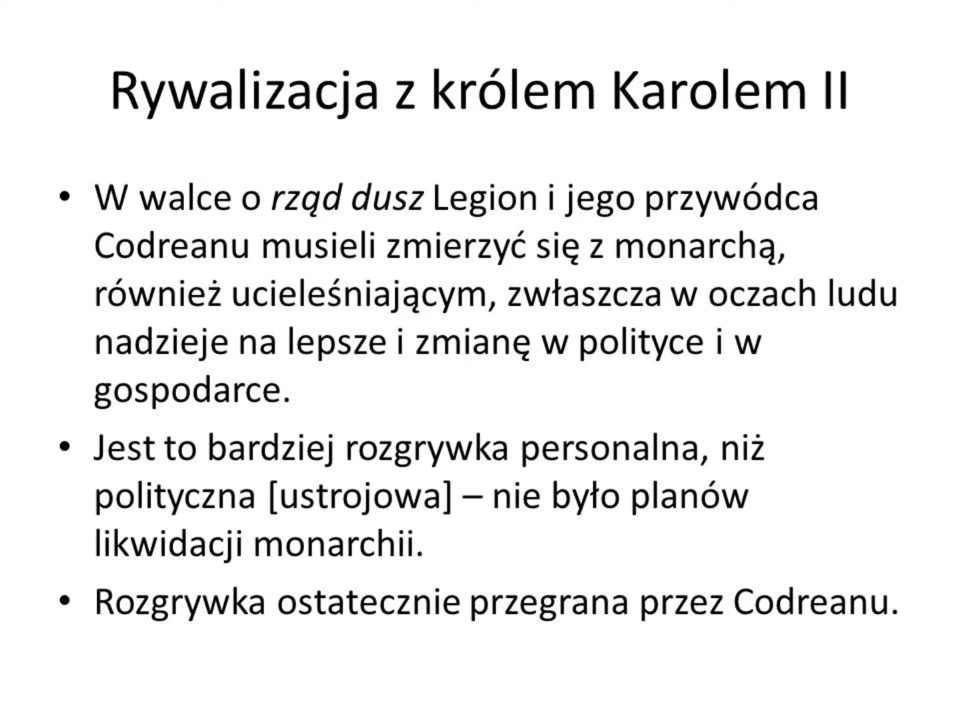 Rywalizacja z królem Karolem II
• W walce o rząd dusz Legion i jego przywódca
Codreanu musieli zmierzyć się z monarchą,
również ucieleśniającym, zwłaszcza w oczach ludu
nadzieje na lepsze i zmianę w polityce i w
gospodarce.
• Jest to bardziej rozgrywka personalna, niż
polityczna [ustrojowa] – nie było planów
likwidacji monarchii.
• Rozgrywka ostatecznie przegrana przez Codreanu.